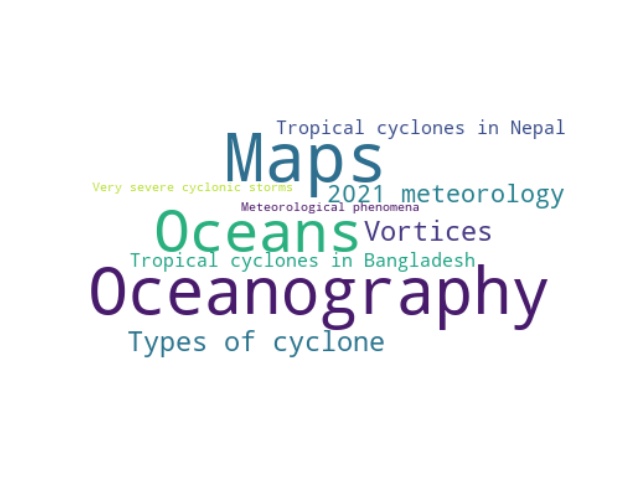 Tropical cyclones in Nepal
Maps
Very severe cyclonic storms
2021 meteorology
Meteorological phenomena
Oceans
Vortices
Tropical cyclones in Bangladesh
Oceanography
Types of cyclone